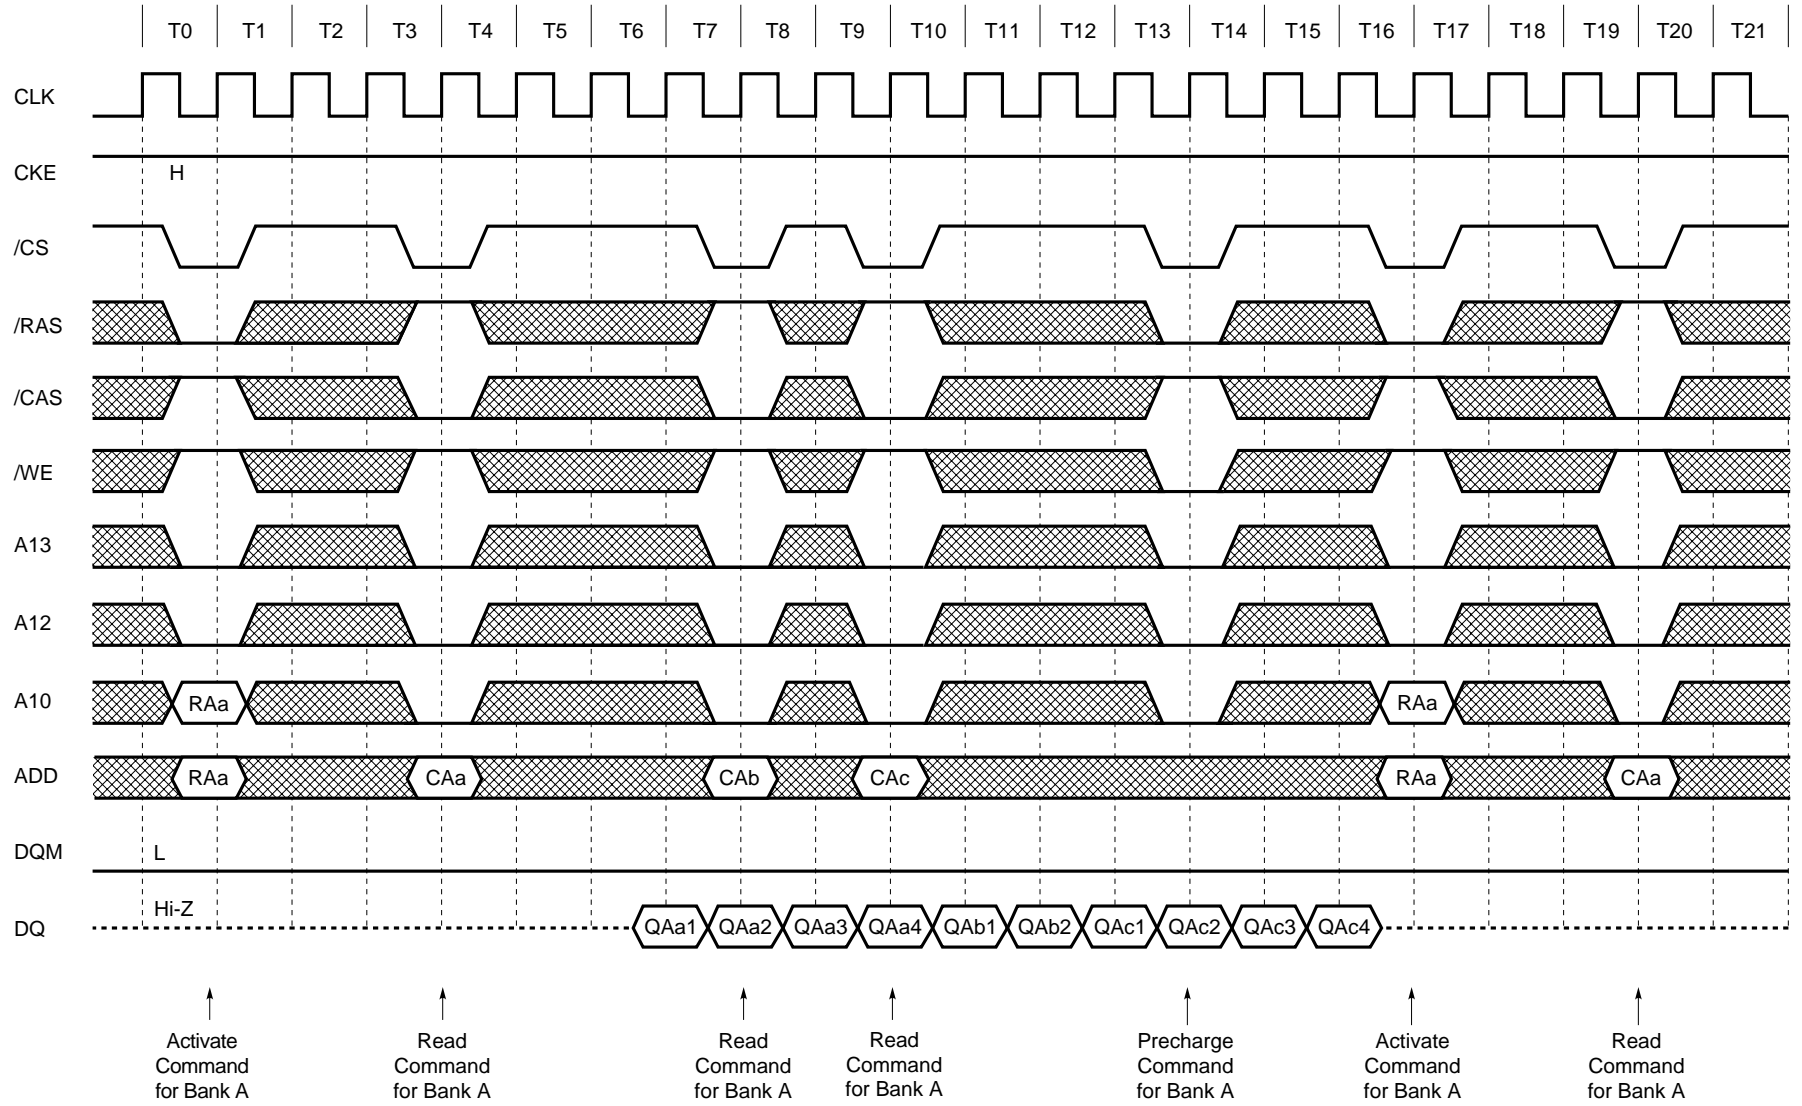 T0 T1 T2 T3 T4 T5 T6 T7 T8 T9 T10 T11 T12 T13 T14 T15 T16 T17 T18 T19 T20 T21
CLK
CKE
H
/CS
/RAS
/CAS
/WE
A13
A12
A10
RAa
RAa
ADD
RAa
CAa
CAb
CAc
RAa
CAa
DQM
L
Hi-Z
DQ
QAa1 QAa2 QAa3 QAa4 QAb1 QAb2 QAc1 QAc2 QAc3 QAc4
Activate
Command
for Bank A
Read
Command
for Bank A
Read
Command
for Bank A
Read
Command
for Bank A
Precharge
Command
for Bank A
Activate
Command
for Bank A
Read
Command
for Bank A